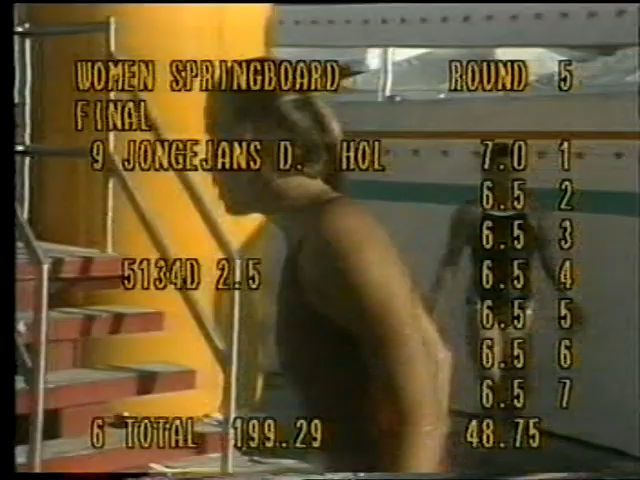 WOMEN SPRINGBOARD ROUND 5
FINAL
9 JONGEJANS D. HOL 7.0 1
6.5 2
6.5 3
5134D 2.5 6.5 4
6.5 5
6.5 6
6.5 7
6 TOTAL 199.29 48.75